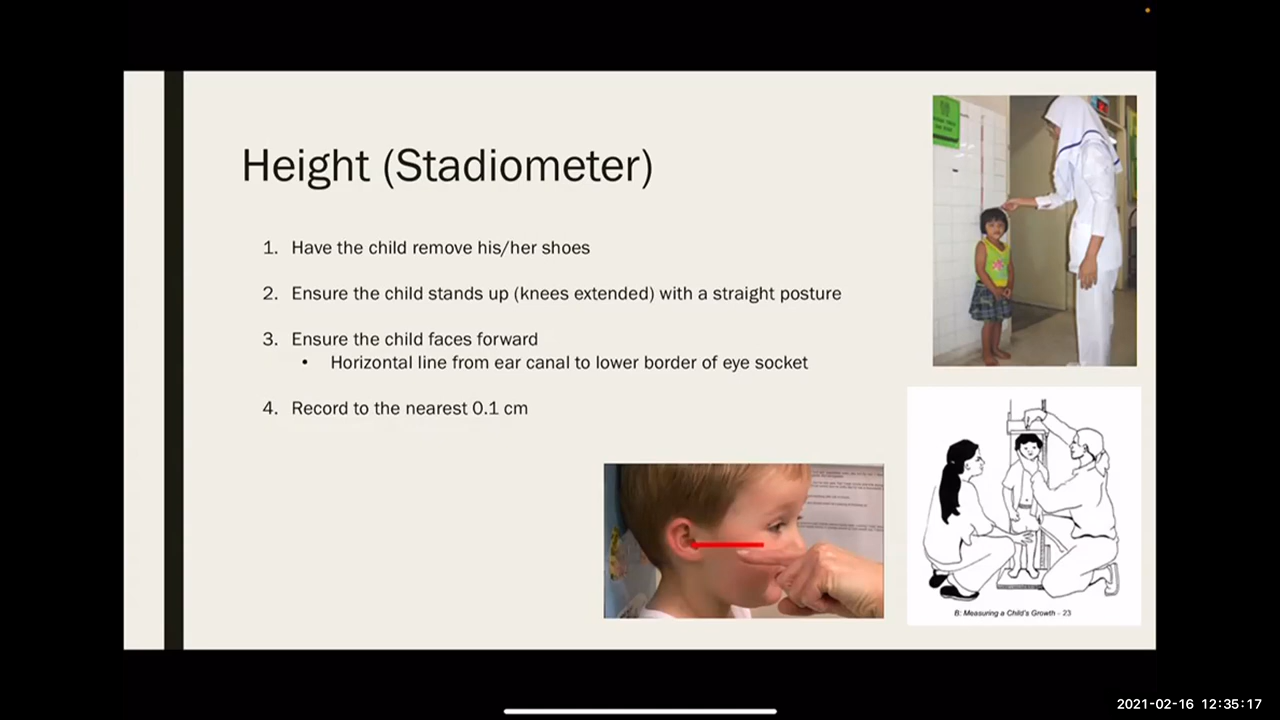 Height (Stadiometer)
1. Have the child remove his/her shoes
2. Ensure the child stands up (knees extended) with a straight posture
3. Ensure the child faces forward
• Horizontal line from ear canal to lower border of eye socket
4. Record to the nearest 0.1 cm
B: Measuring a Child's Growth - 23
2021-02-16 12:35:17